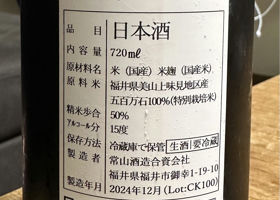 品目 日本酒
内容量 720mℓ
原材料名 米(国産)米麹(国産米)
原料米 福井県美山上味見地区産
五百万石100%(特別栽培米)
精米歩合 50%
アルコール分 15度
保存方法 冷蔵庫で保管 生酒 要冷蔵
製造者 常山酒造合資会社
福井県福井市御幸1-19-10
製造年月 2024年12月(Lot:CK100)